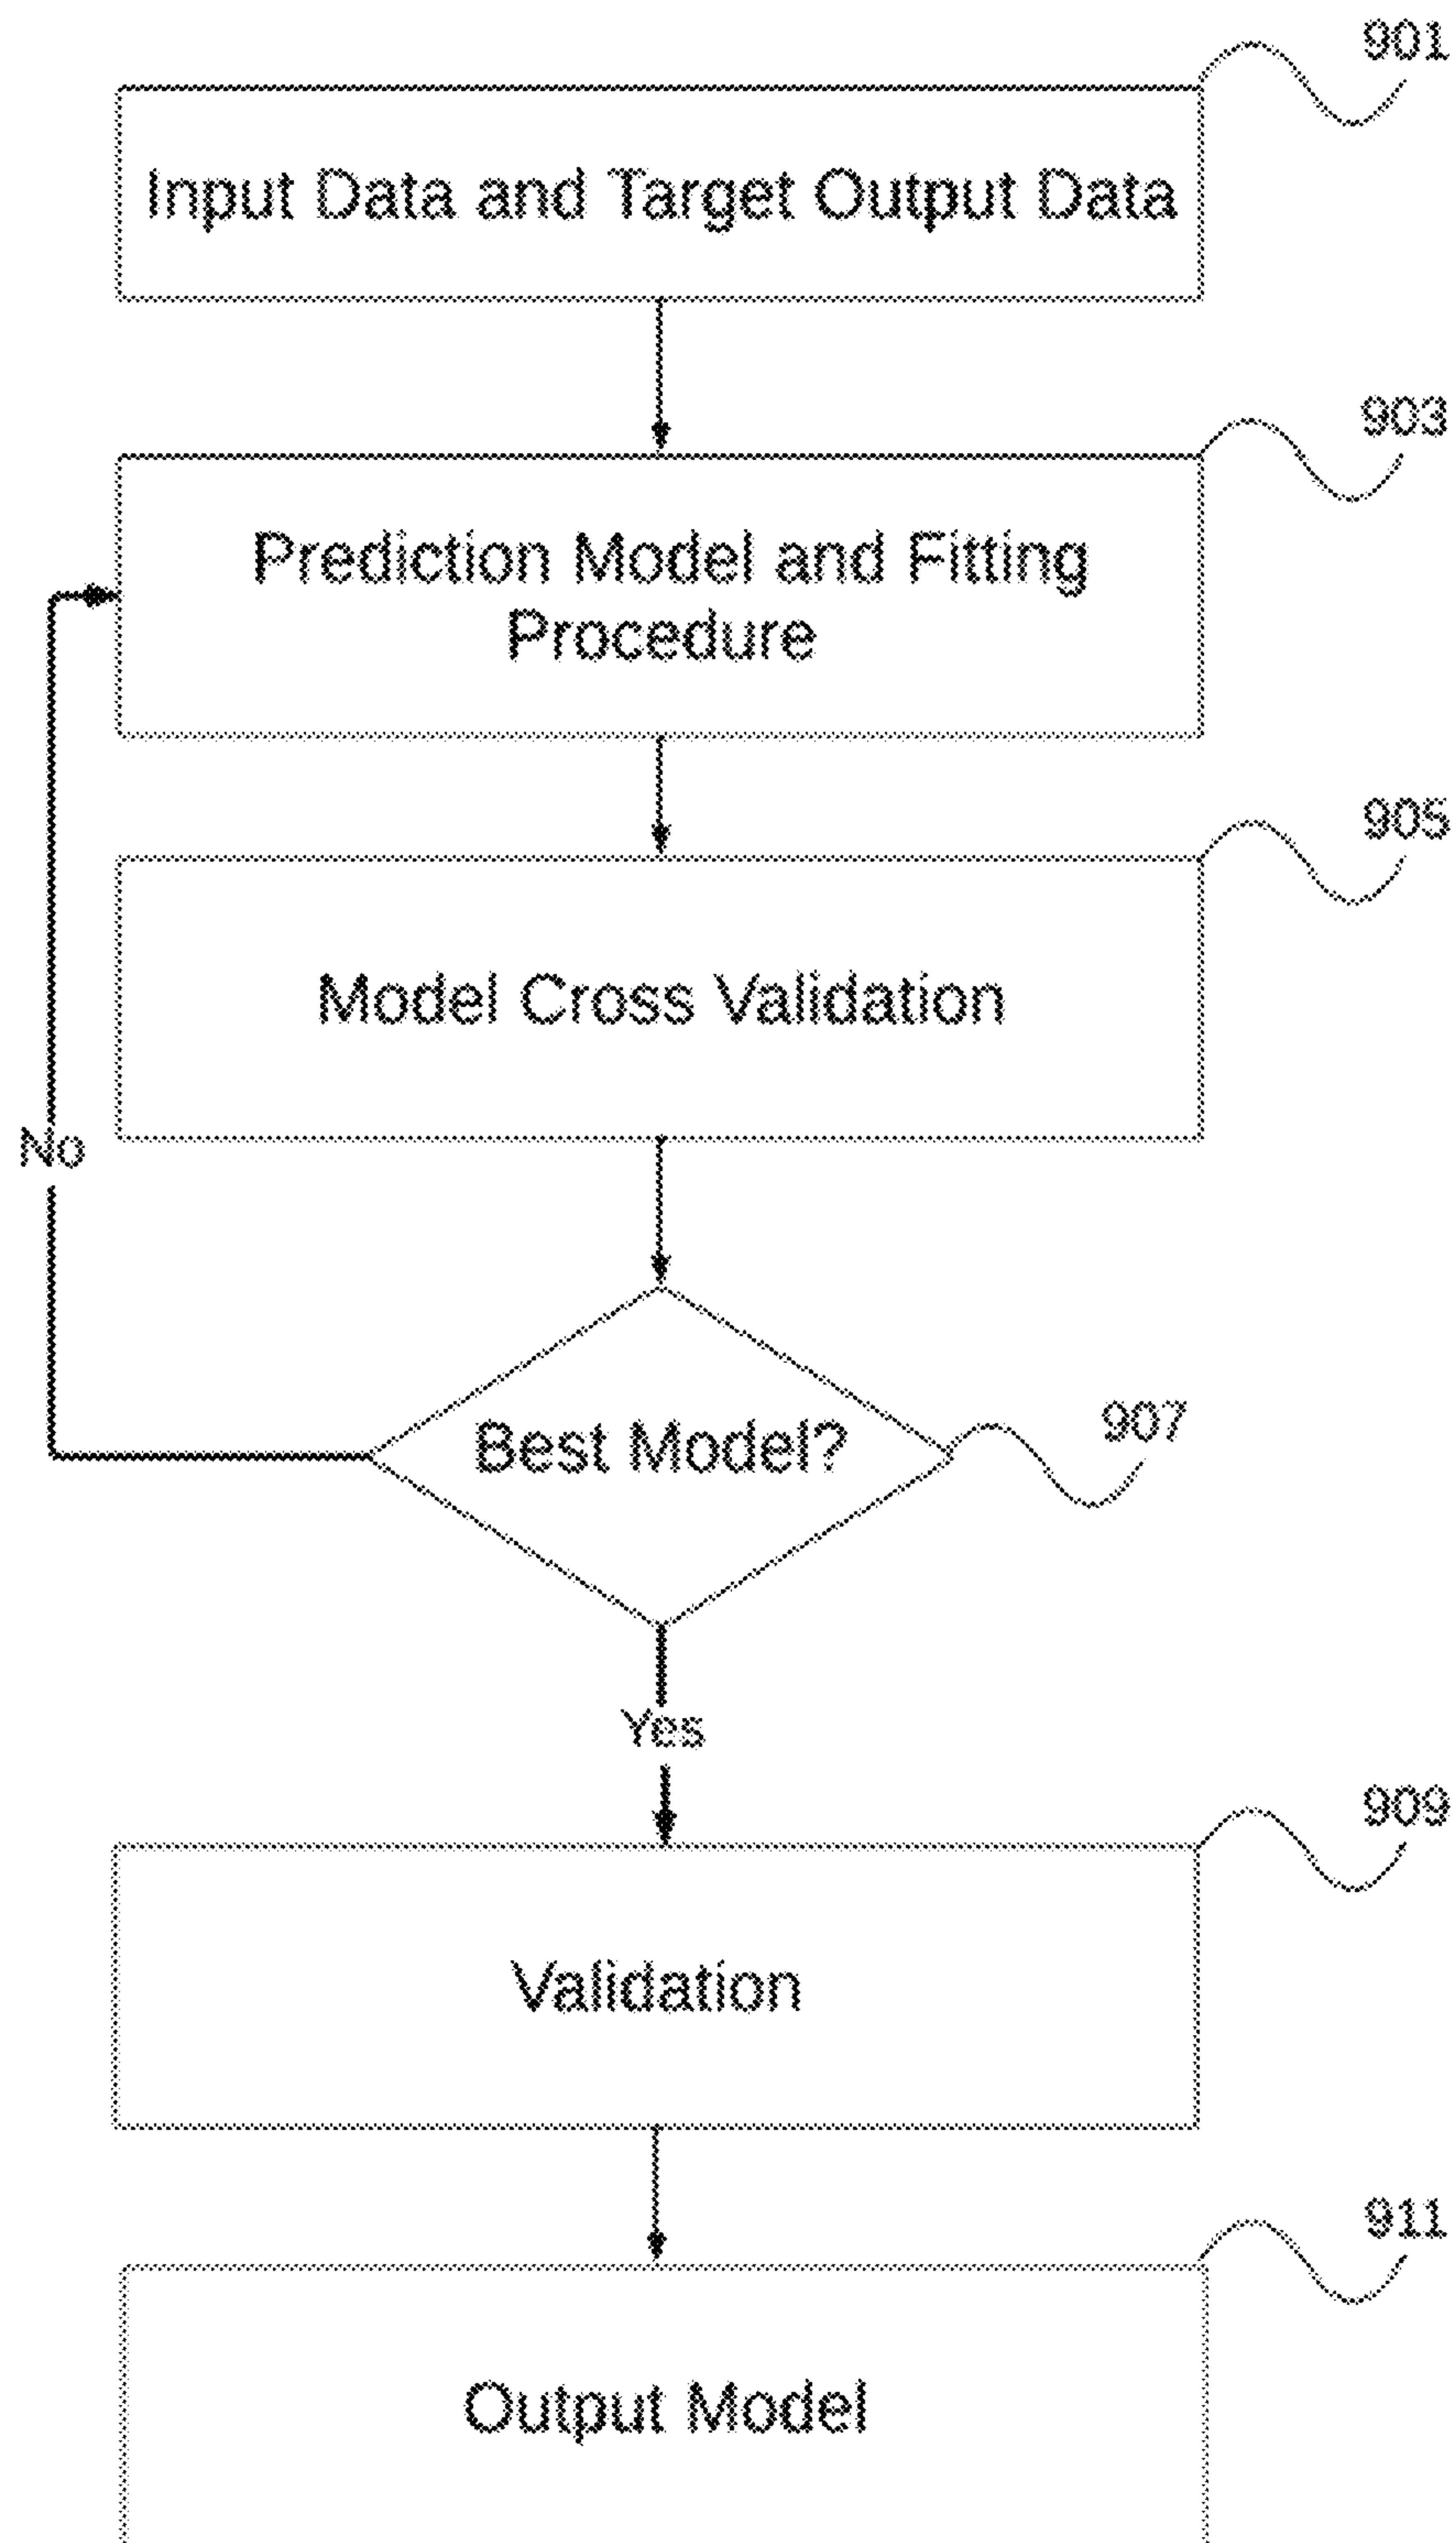 901
Input Data and Target Output Data
903
Prediction Model and Fitting
Procedure
905
Model Cross Validation
No
Best Model?
907
Yes
909
Validation
911
Output Model